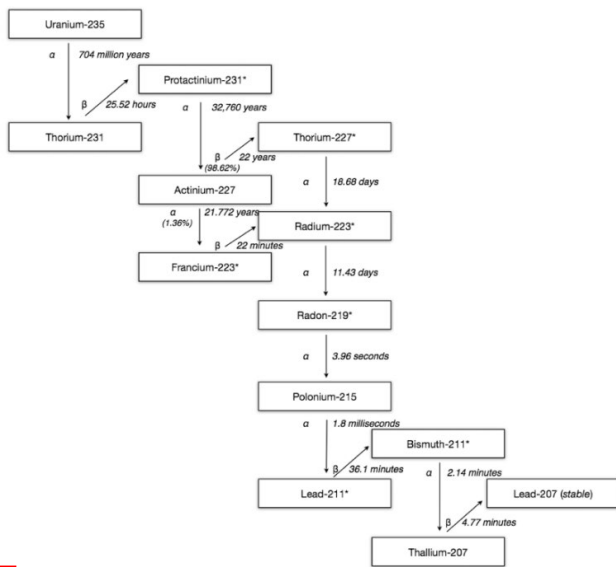 Uranium-235
α 704 million years
Protactinium-231*
β 25.52 hours
α 32,760 years
Thorium-231
Thorium-227*
β 22 years
(98.62%)
Actinium-227
α 18.68 days
α 21.772 years
(1.36%)
Radium-223*
β 22 minutes
Francium-223*
α 11.43 days
Radon-219*
α 3.96 seconds
Polonium-215
α 1.8 milliseconds
Bismuth-211*
β 36.1 minutes
α 2.14 minutes
Lead-211*
Lead-207 (stable)
β 4.77 minutes
Thallium-207